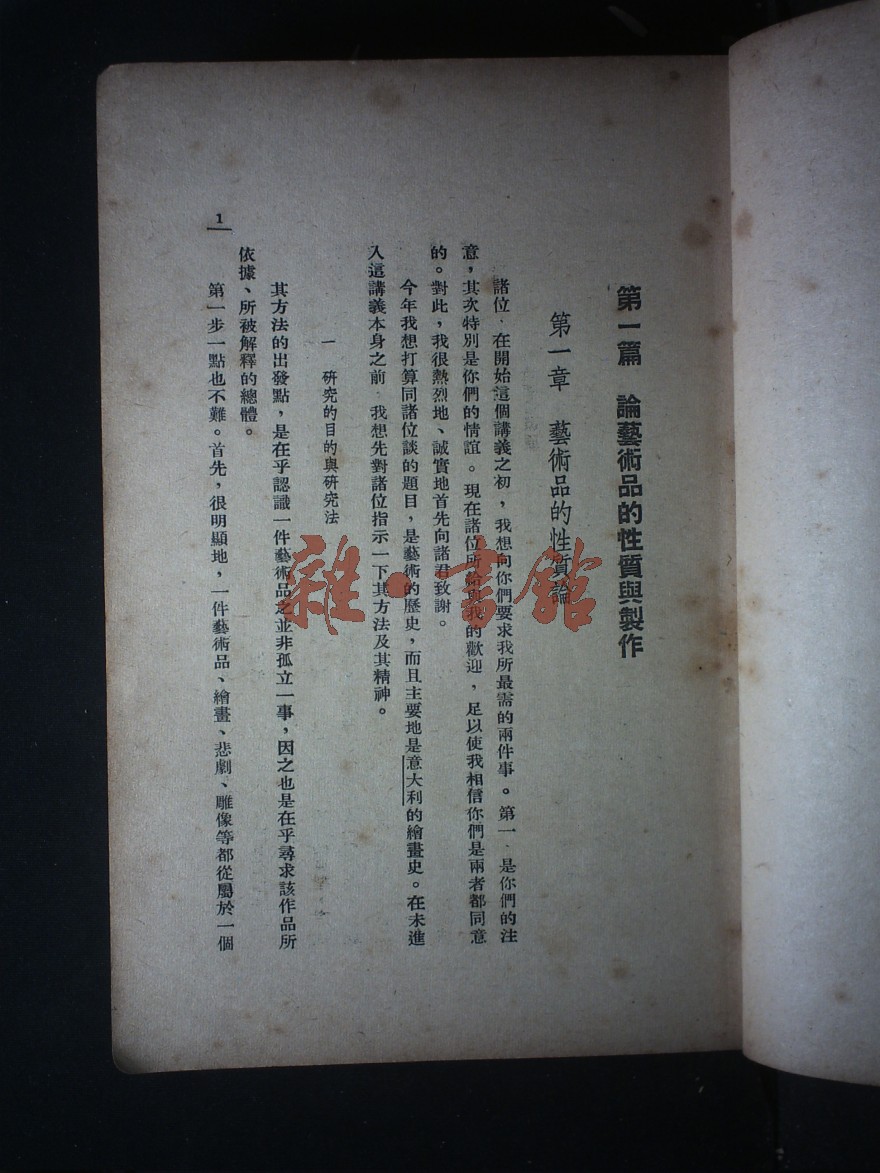 第一篇 論藝術品的性質與製作
第一章 藝術品的性質論
諸位、在開始這個講義之初，我想向你們要求我所最需的兩件事。第一、是你們的注
意，其次特別是你們的情誼。現在諸位所給與我的歡迎，足以使我相信你們是兩者都同意
的。對此，我很熱烈地、誠實地首先向諸君致謝。
今年我想打算同諸位談的題目，是藝術的歷史，而且主要地是意大利的繪畫史。在未進
入這講義本身之前、我想先對諸位指示一下其方法及其精神。
一 研究的目的與研究法
其方法的出發點，是在乎認識一件藝術品之並非孤立一事，因之也是在乎尋求該作品所
依據、所被解釋的總體。
第一步一點也不難。首先，很明顯地，一件藝術品、繪畫、悲劇、雕像等都從屬於一個
1
雜·書館